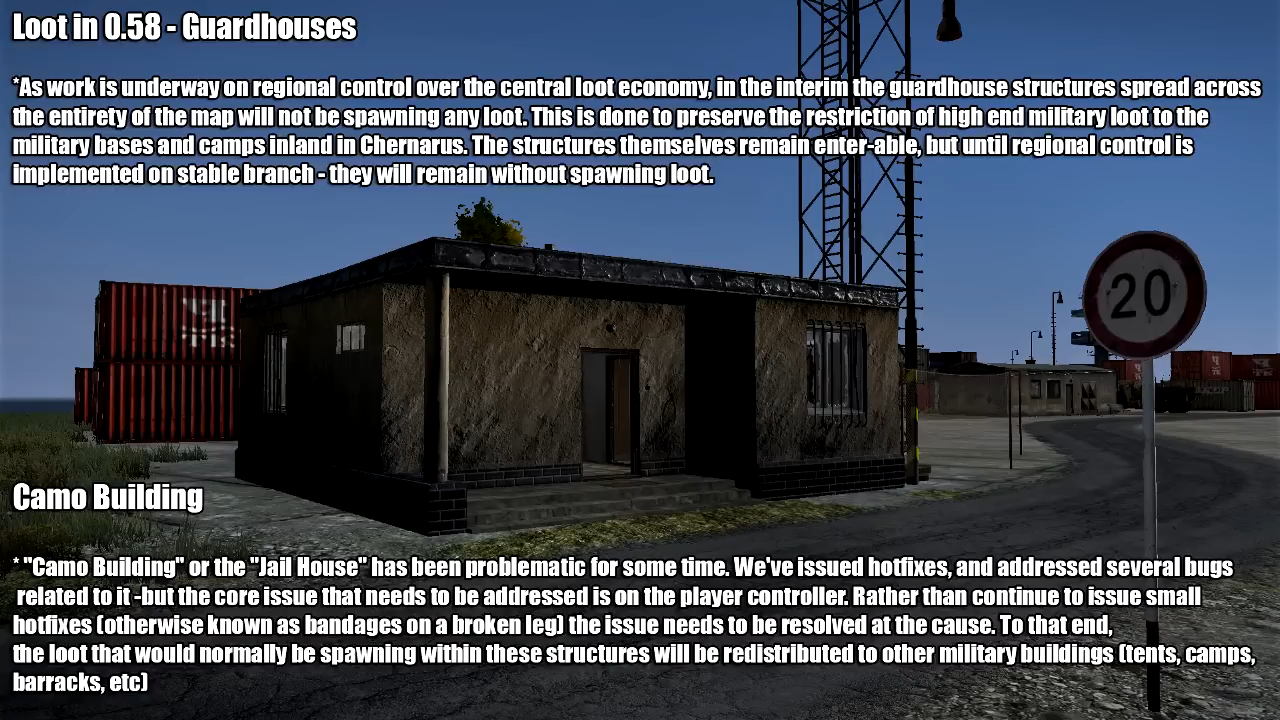 Loot in 0.58 - Guardhouses
*As work is underway on regional control over the central loot economy, in the interim the guardhouse structures spread across
the entirety of the map will not be spawning any loot. This is done to preserve the restriction of high end military loot to the
military bases and camps inland in Chernarus. The structures themselves remain enter-able, but until regional control is
implemented on stable branch - they will remain without spawning loot.
20
Camo Building
* "Camo Building" or the "Jail House" has been problematic for some time. We've issued hotfixes, and addressed several bugs
related to it -but the core issue that needs to be addressed is on the player controller. Rather than continue to issue small
hotfixes (otherwise known as bandages on a broken leg) the issue needs to be resolved at the cause. To that end,
the loot that would normally be spawning within these structures will be redistributed to other military buildings (tents, camps,
barracks, etc)